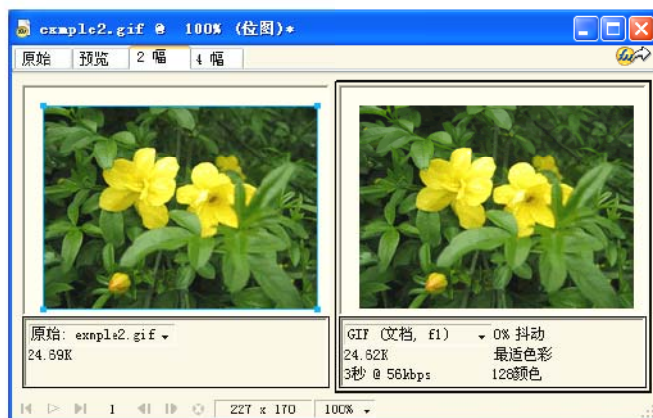 exmple2.gif @ 100% (位图)*
原始 预览 2 幅 4 幅
原始: exmple2.gif
24.69K
GIF (文档, f1) 0% 抖动
24.62K 最适色彩
3秒 @ 56kbps 128颜色
1 227 x 170 100%